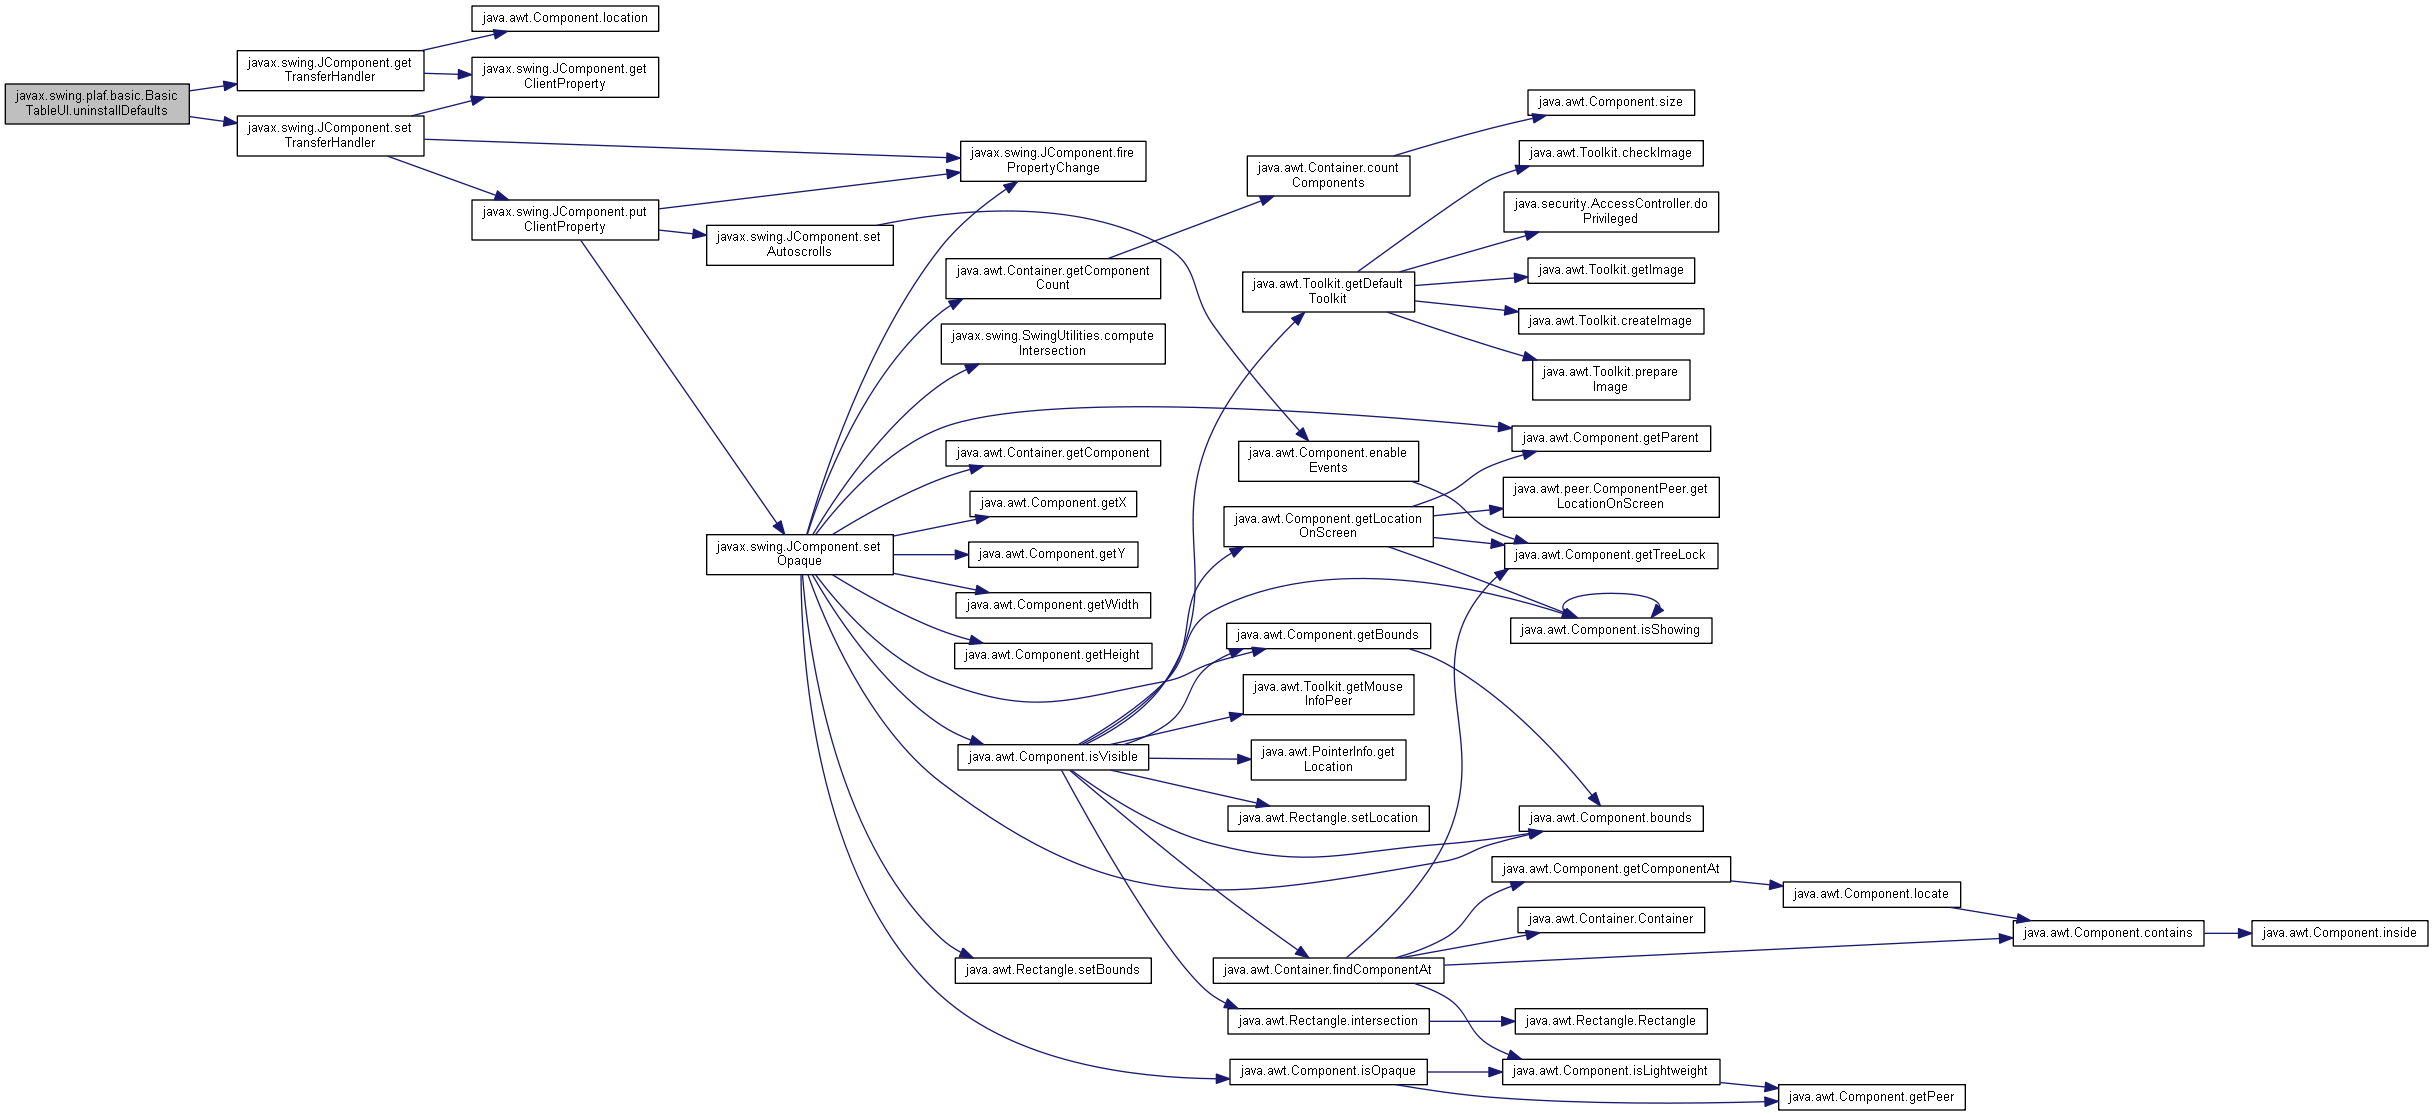 javax.swing.plaf.basic.Basic
TableUI.uninstallDefaults
javax.swing.JComponent.get
TransferHandler
javax.swing.JComponent.set
TransferHandler
java.awt.Component.location
javax.swing.JComponent.get
ClientProperty
javax.swing.JComponent.put
ClientProperty
javax.swing.JComponent.set
Autoscrolls
javax.swing.JComponent.set
Opaque
javax.swing.JComponent.fire
PropertyChange
java.awt.Container.getComponent
Count
javax.swing.SwingUtilities.compute
Intersection
java.awt.Container.getComponent
java.awt.Component.getX
java.awt.Component.getY
java.awt.Component.getWidth
java.awt.Component.getHeight
java.awt.Component.isVisible
java.awt.Rectangle.setBounds
java.awt.Container.count
Components
java.awt.Toolkit.getDefault
Toolkit
java.awt.Component.enable
Events
java.awt.Component.getLocation
OnScreen
java.awt.Component.getBounds
java.awt.Toolkit.getMouse
InfoPeer
java.awt.PointerInfo.get
Location
java.awt.Rectangle.setLocation
java.awt.Container.findComponentAt
java.awt.Rectangle.intersection
java.awt.Component.isOpaque
java.awt.Component.size
java.awt.Toolkit.checkImage
java.security.AccessController.do
Privileged
java.awt.Toolkit.getImage
java.awt.Toolkit.createImage
java.awt.Toolkit.prepare
Image
java.awt.Component.getParent
java.awt.peer.ComponentPeer.get
LocationOnScreen
java.awt.Component.getTreeLock
java.awt.Component.isShowing
java.awt.Component.bounds
java.awt.Component.getComponentAt
java.awt.Container.Container
java.awt.Rectangle.Rectangle
java.awt.Component.isLightweight
java.awt.Component.locate
java.awt.Component.getPeer
java.awt.Component.contains
java.awt.Component.inside